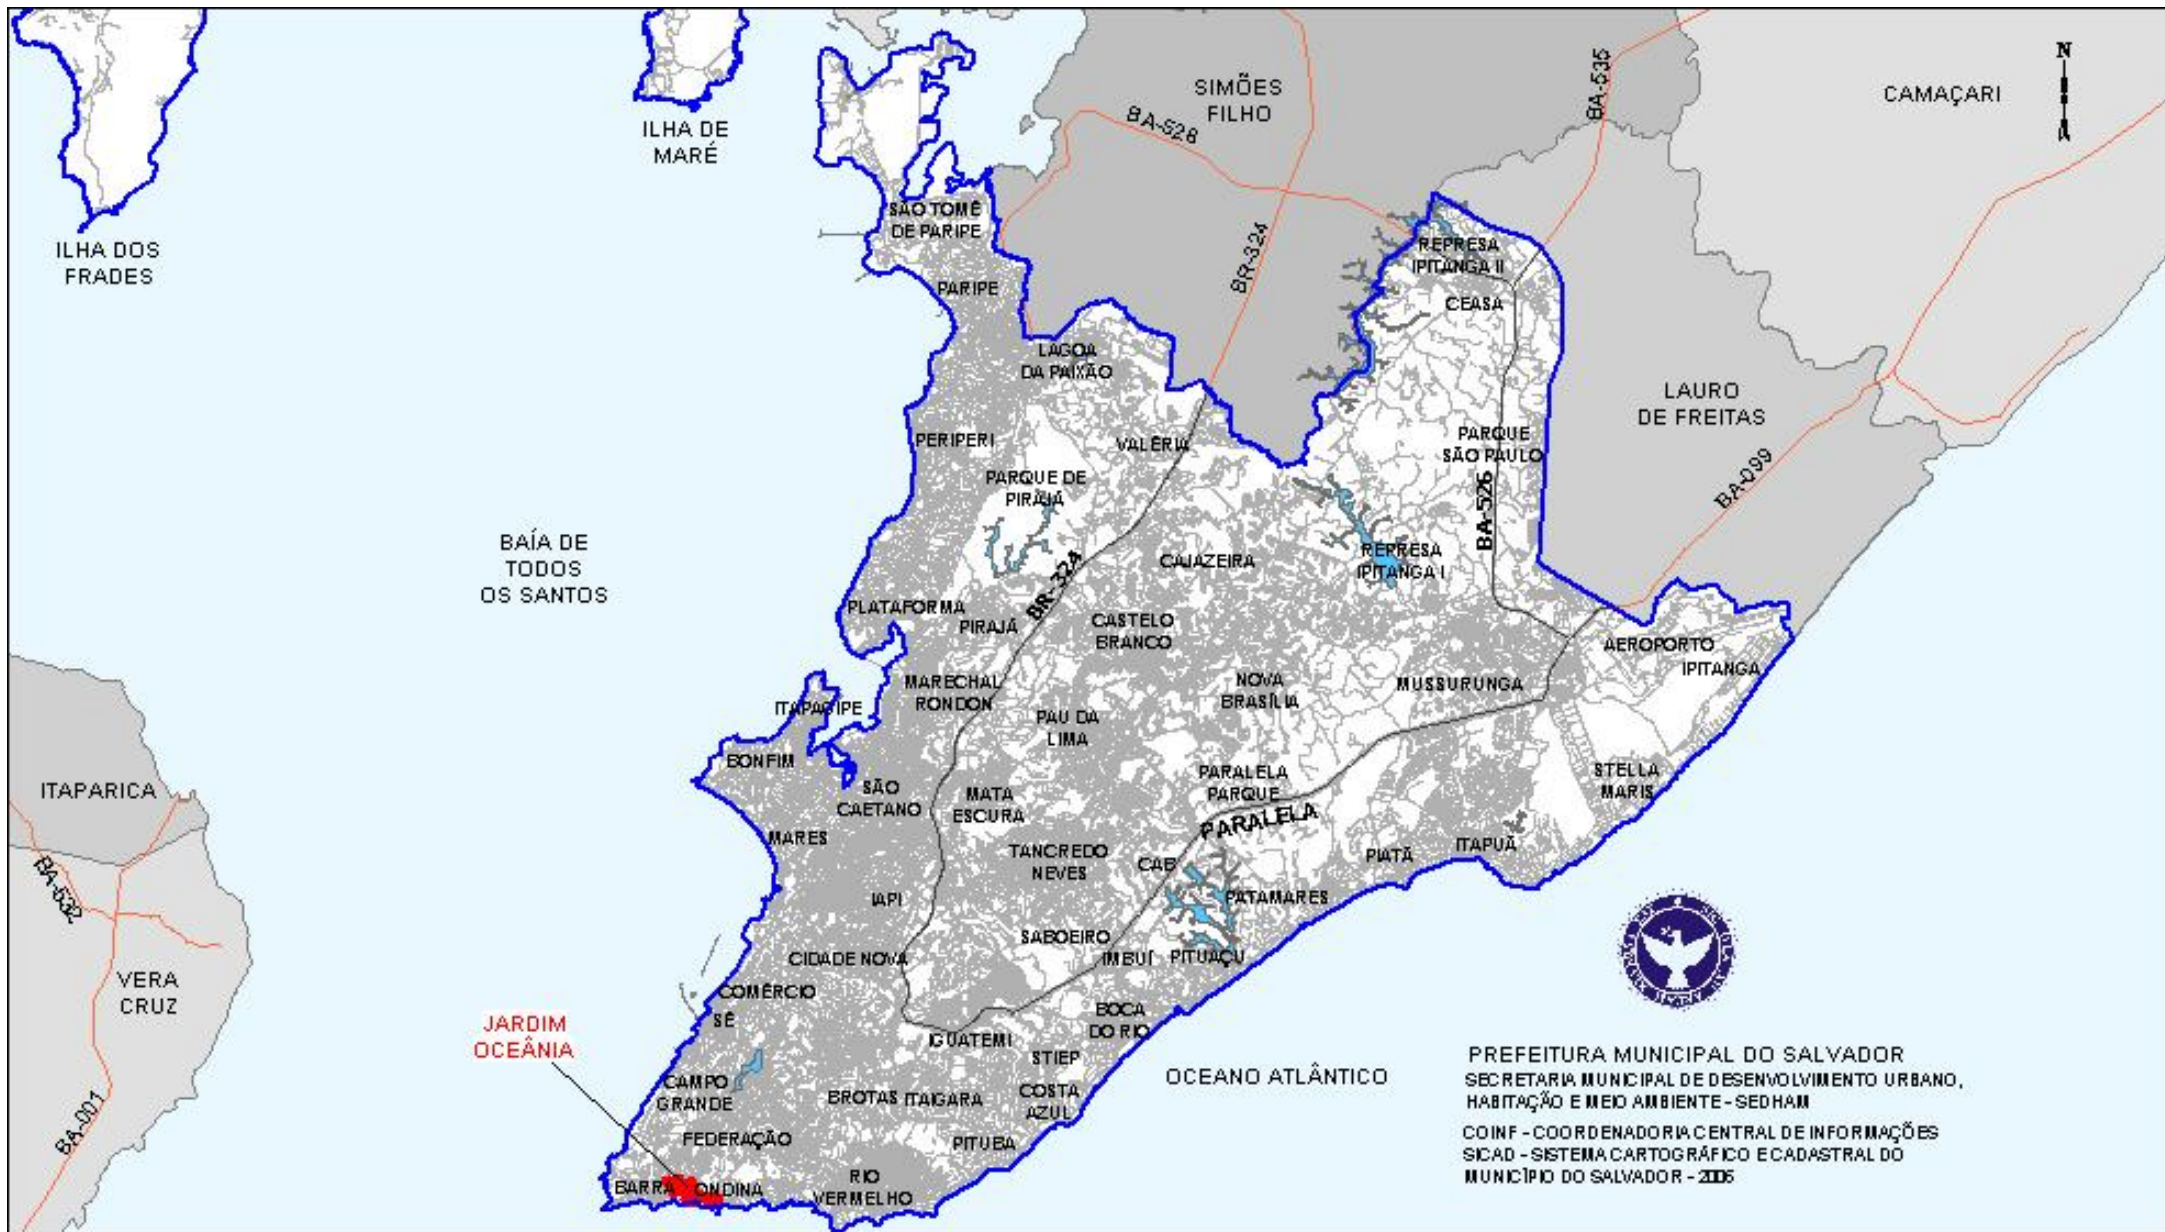 N
SIMÕES
FILHO
CAMAÇARI
BA-535
BA-528
ILHA DE
MARÉ
ILHA DOS
FRADES
SÃO TOMÉ
DE PARIPE
BR-324
REPRESA
IPITANGA II
CEASA
PARIPE
LAGOA
DA PAIXÃO
LAURO
DE FREITAS
PERIPERI
VALÉRIA
PARQUE
SÃO PAULO
BA-099
PARQUE DE
PIRAJÁ
BA-526
BAÍA DE
TODOS
OS SANTOS
CAJAZEIRA
REPRESA
IPITANGA I
BR-324
PLATAFORMA
PIRAJÁ
CASTELO
BRANCO
AEROPORTO
IPITANGA
MARECHAL
RONDON
NOVA
BRASÍLIA
MUSSURUNGA
ITAPAGIPE
PAU DA
LIMA
BONFIM
PARALELA
PARQUE
STELLA
MARIS
ITAPARICA
SÃO
CAETANO
MATA
ESCURA
PARALELA
MARES
TANCREDO
NEVES
CAB
PIATÃ
ITAPUÃ
BA-532
IAPI
PATAMARES
SABOEIRO
IMBUÍ
PITUAÇU
CIDADE NOVA
VERA
CRUZ
COMÉRCIO
SÉ
BOCA
DO RIO
JARDIM
OCEÂNIA
IGUATEMI
STIEP
OCEANO ATLÂNTICO
CAMPO
GRANDE
BROTAS
ITAIGARA
COSTA
AZUL
BA-001
FEDERAÇÃO
PITUBA
BARRA
ONDINA
RIO
VERMELHO
PREFEITURA MUNICIPAL DO SALVADOR
SECRETARIA MUNICIPAL DE DESENVOLVIMENTO URBANO,
HABITAÇÃO E MEIO AMBIENTE - SEDHAM
COINF - COORDENADORIA CENTRAL DE INFORMAÇÕES
SICAD - SISTEMA CARTOGRÁFICO E CADASTRAL DO
MUNICÍPIO DO SALVADOR - 2006